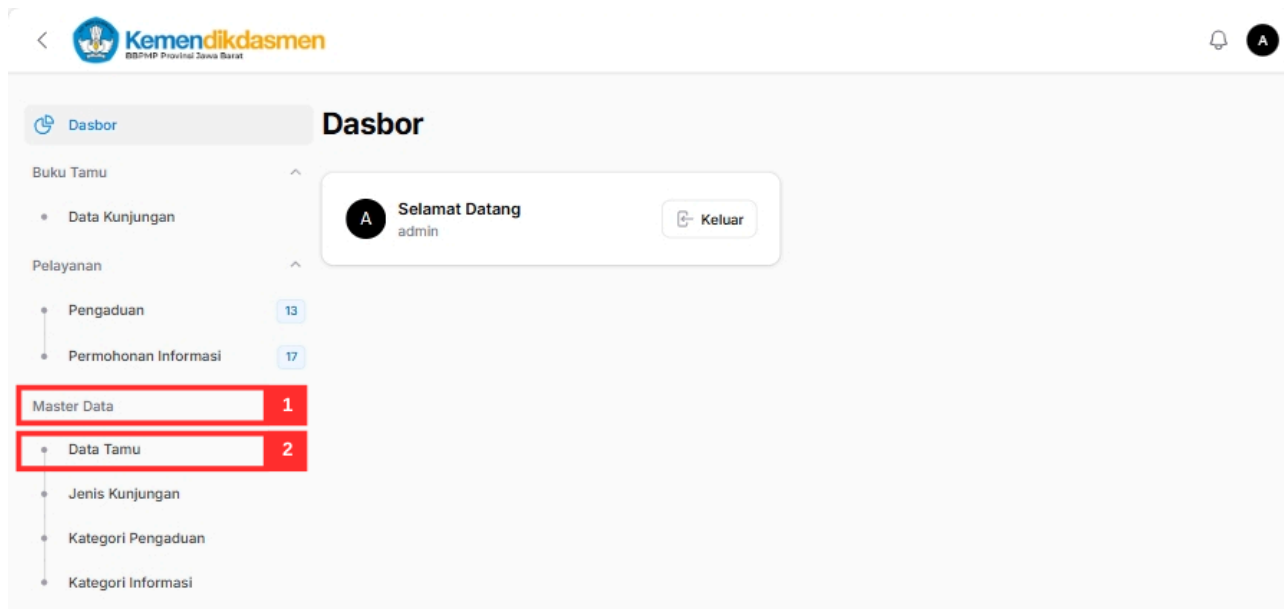 Kemendikdasmen
BBPMP Provinsi Jawa Barat
A
Dasbor
Buku Tamu
Data Kunjungan
Pelayanan
Pengaduan 13
Permohonan Informasi 17
Master Data 1
Data Tamu 2
Jenis Kunjungan
Kategori Pengaduan
Kategori Informasi
Dasbor
A
Selamat Datang
admin
Keluar